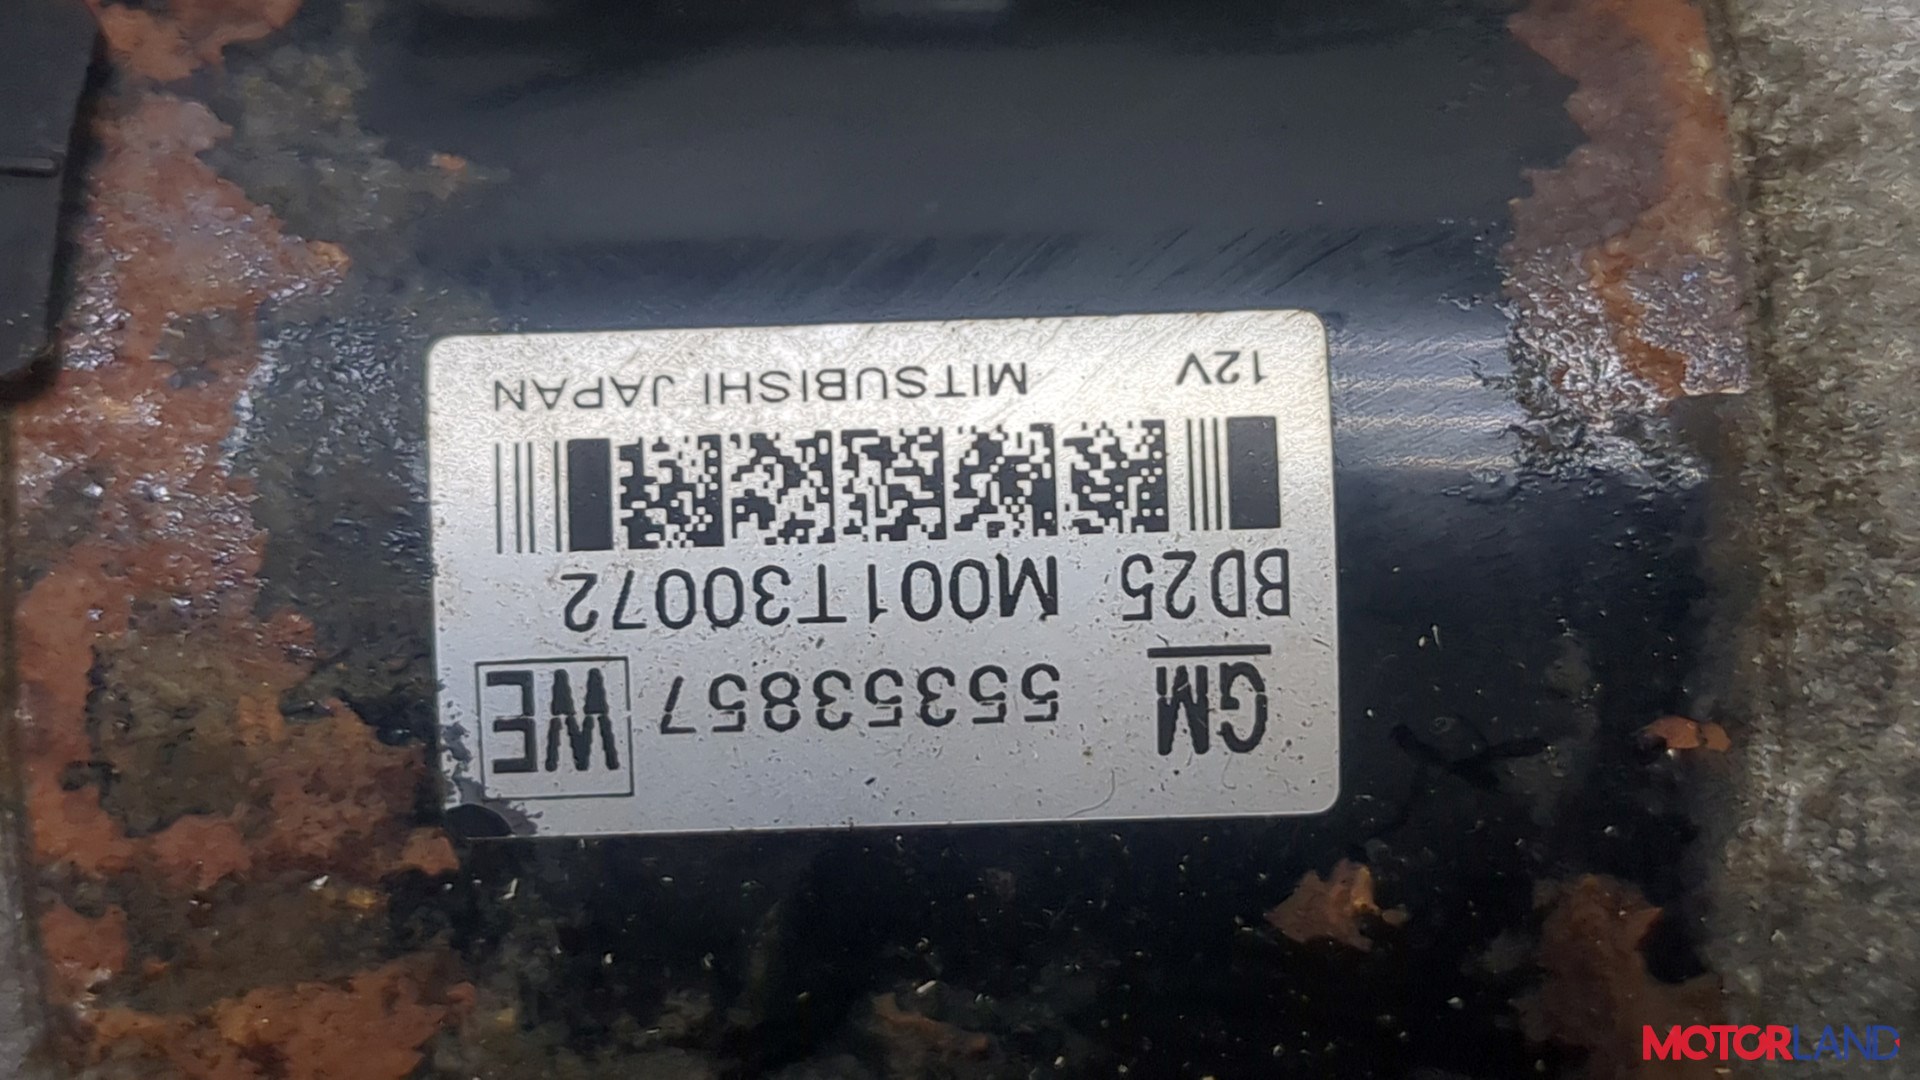 GM 55353857 WE
BD25 M001T30072
12V MITSUBISHI JAPAN
MOTORLAND